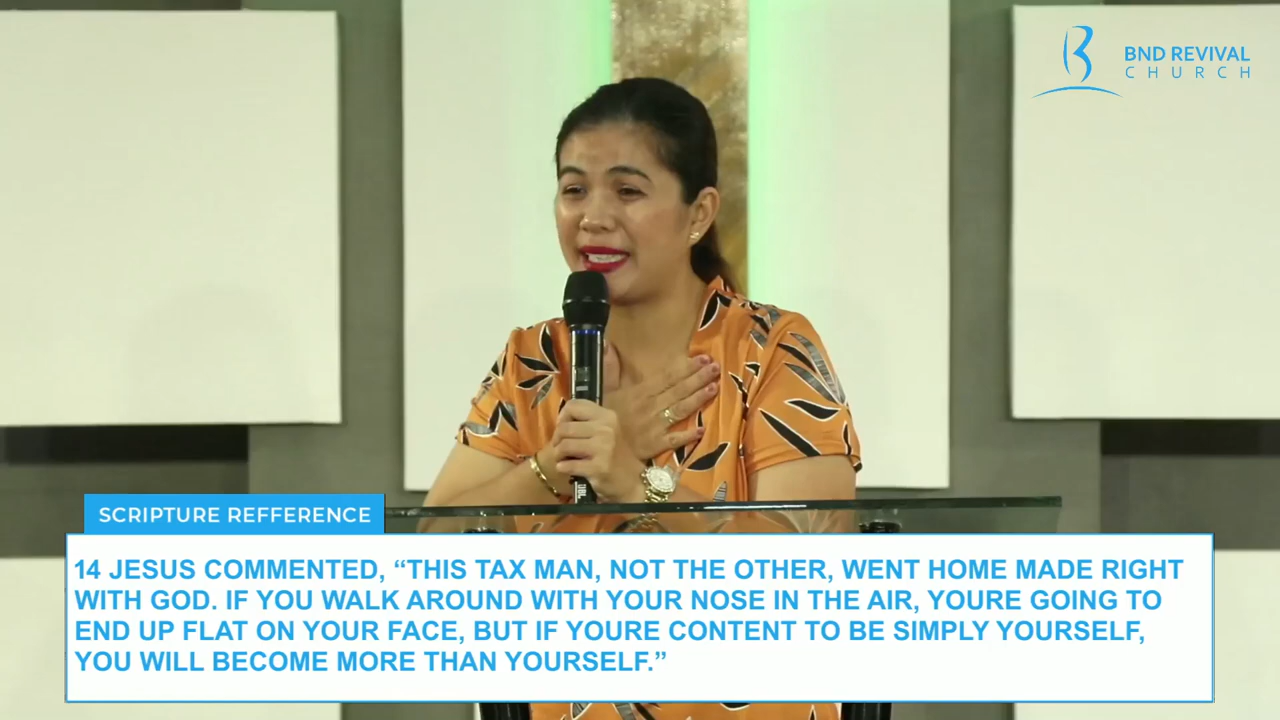 BND REVIVAL
CHURCH
SCRIPTURE REFFERENCE
14 JESUS COMMENTED, “THIS TAX MAN, NOT THE OTHER, WENT HOME MADE RIGHT
WITH GOD. IF YOU WALK AROUND WITH YOUR NOSE IN THE AIR, YOURE GOING TO
END UP FLAT ON YOUR FACE, BUT IF YOURE CONTENT TO BE SIMPLY YOURSELF,
YOU WILL BECOME MORE THAN YOURSELF.”
JBL